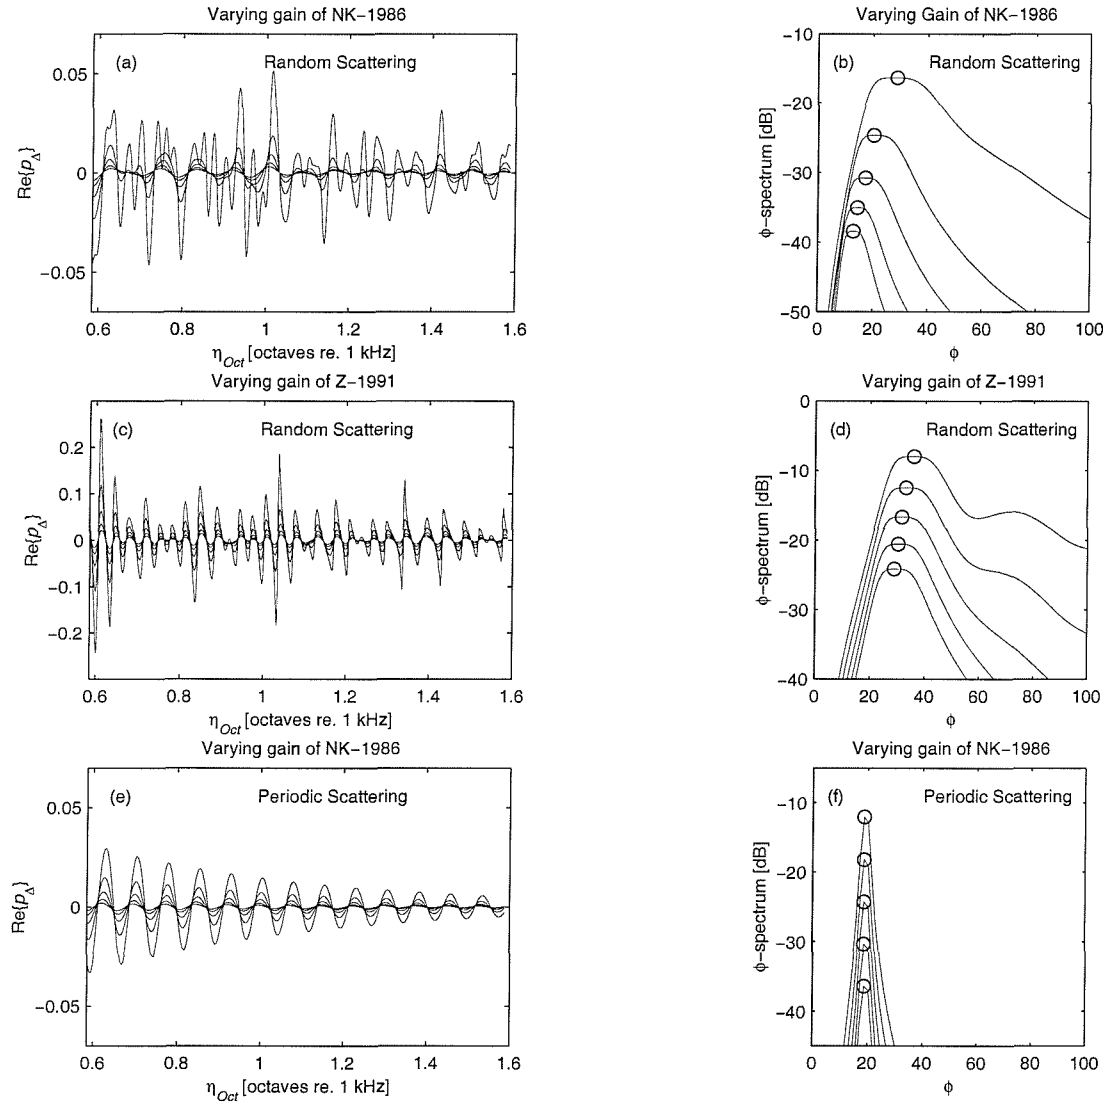 Varying gain of NK−1986
(a)
Random Scattering
0.05
0
−0.05
Re{p_Δ}
0.6 0.8 1 1.2 1.4 1.6
η_Oct [octaves re. 1 kHz]
Varying Gain of NK−1986
(b)
Random Scattering
−10
−20
−30
−40
−50
φ−spectrum [dB]
0 20 40 60 80 100
φ
Varying gain of Z−1991
(c)
Random Scattering
0.2
0.1
0
−0.1
−0.2
Re{p_Δ}
0.6 0.8 1 1.2 1.4 1.6
η_Oct [octaves re. 1 kHz]
Varying gain of Z−1991
(d)
Random Scattering
0
−10
−20
−30
−40
φ−spectrum [dB]
0 20 40 60 80 100
φ
Varying gain of NK−1986
(e)
Periodic Scattering
0.05
0
−0.05
Re{p_Δ}
0.6 0.8 1 1.2 1.4 1.6
η_Oct [octaves re. 1 kHz]
Varying gain of NK−1986
(f)
Periodic Scattering
−10
−20
−30
−40
φ−spectrum [dB]
0 20 40 60 80 100
φ